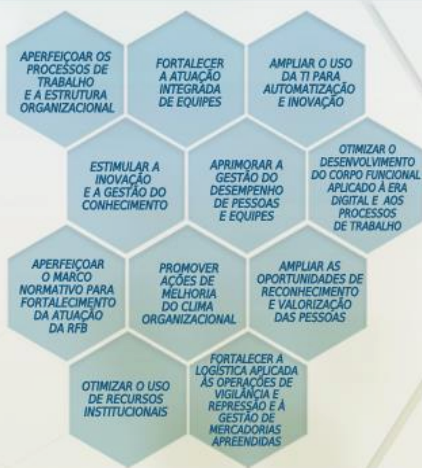 APERFEIÇOAR OS
PROCESSOS DE
TRABALHO
E A ESTRUTURA
ORGANIZACIONAL
FORTALECER
A ATUAÇÃO
INTEGRADA
DE EQUIPES
AMPLIAR O USO
DA TI PARA
AUTOMATIZAÇÃO
E INOVAÇÃO
ESTIMULAR A
INOVAÇÃO
E A GESTÃO DO
CONHECIMENTO
APRIMORAR A
GESTÃO DO
DESEMPENHO
DE PESSOAS
E EQUIPES
OTIMIZAR O
DESENVOLVIMENTO
DO CORPO FUNCIONAL
APLICADO À ERA
DIGITAL E AOS
PROCESSOS
DE TRABALHO
APERFEIÇOAR
O MARCO
NORMATIVO PARA
FORTALECIMENTO
DA ATUAÇÃO
DA RFB
PROMOVER
AÇÕES DE
MELHORIA
DO CLIMA
ORGANIZACIONAL
AMPLIAR AS
OPORTUNIDADES DE
RECONHECIMENTO
E VALORIZAÇÃO
DAS PESSOAS
OTIMIZAR O USO
DE RECURSOS
INSTITUCIONAIS
FORTALECER A
LOGÍSTICA APLICADA
ÀS OPERAÇÕES DE
VIGILÂNCIA E
REPRESSÃO E À
GESTÃO DE
MERCADORIAS
APREENDIDAS